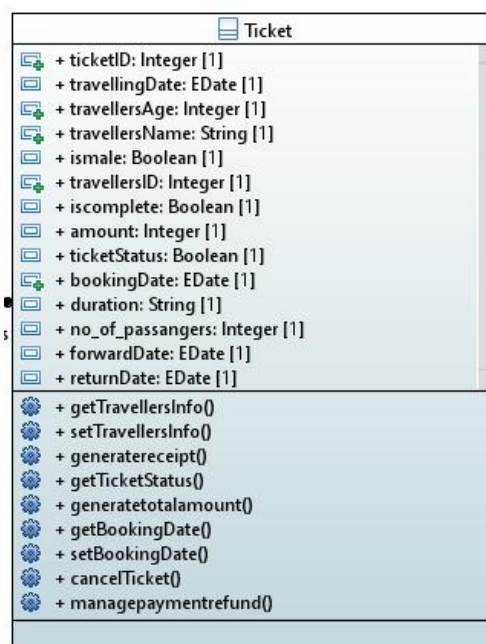 Ticket
+ ticketID: Integer [1]
+ travellingDate: EDate [1]
+ travellersAge: Integer [1]
+ travellersName: String [1]
+ ismale: Boolean [1]
+ travellersID: Integer [1]
+ iscomplete: Boolean [1]
+ amount: Integer [1]
+ ticketStatus: Boolean [1]
+ bookingDate: EDate [1]
+ duration: String [1]
s
+ no_of_passangers: Integer [1]
+ forwardDate: EDate [1]
+ returnDate: EDate [1]
+ getTravellersInfo()
+ setTravellersInfo()
+ generatereceipt()
+ getTicketStatus()
+ generatetotalamount()
+ getBookingDate()
+ setBookingDate()
+ cancelTicket()
+ managepaymentrefund()